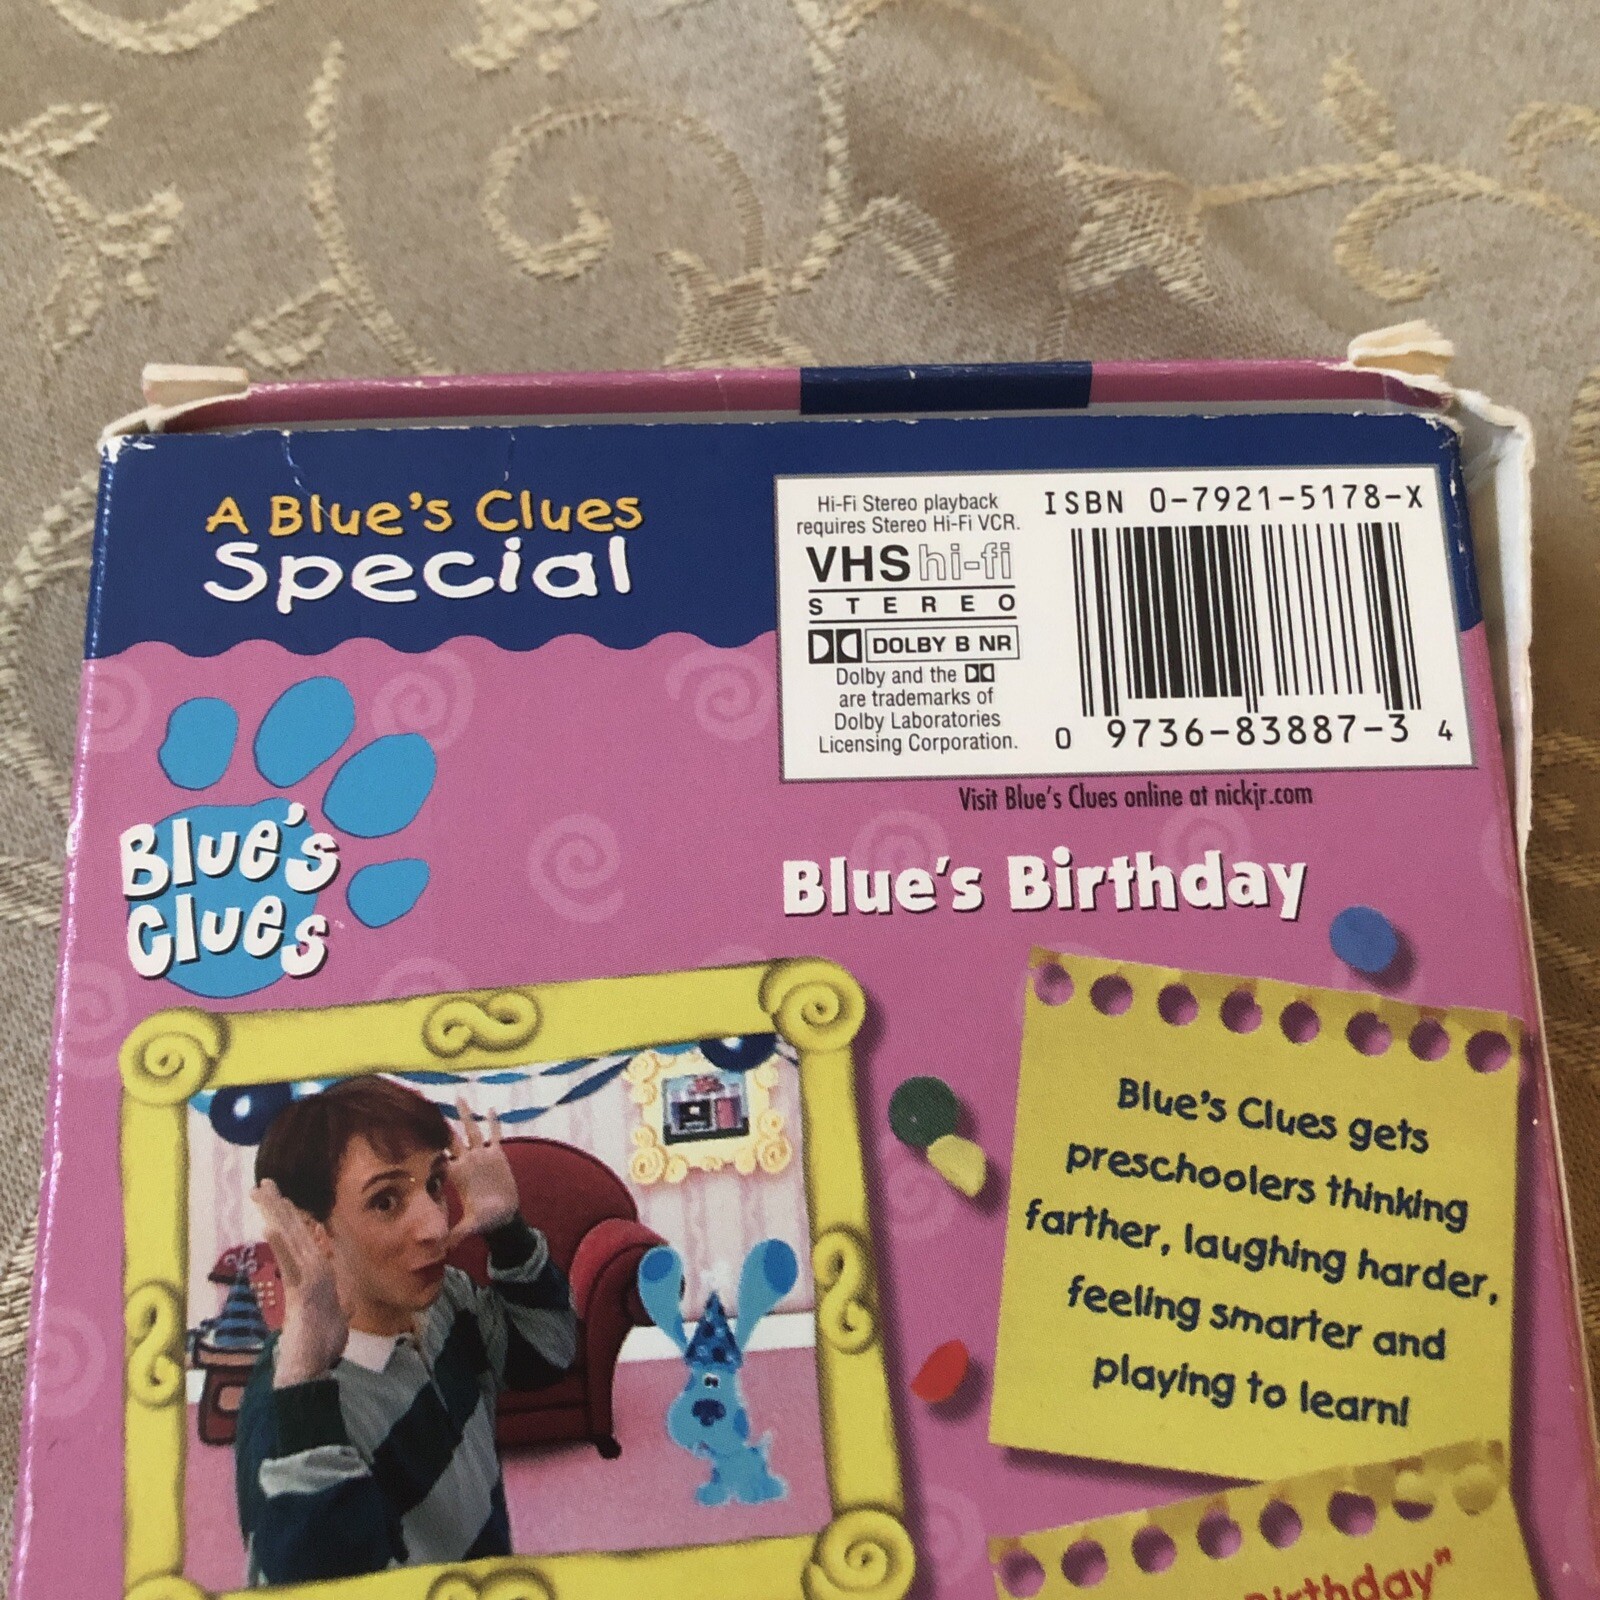 A Blue's Clues
Special
Hi-Fi Stereo playback
requires Stereo Hi-Fi VCR.
VHS hi-fi
STEREO
DOLBY B NR
Dolby and the
are trademarks of
Dolby Laboratories
Licensing Corporation.
ISBN 0-7921-5178-X
0 9736-83887-3 4
Visit Blue's Clues online at nickjr.com
Blue's
Clues™
Blue's Birthday
Blue's Clues gets
preschoolers thinking
farther, laughing harder,
feeling smarter and
playing to learn!
Birthday"